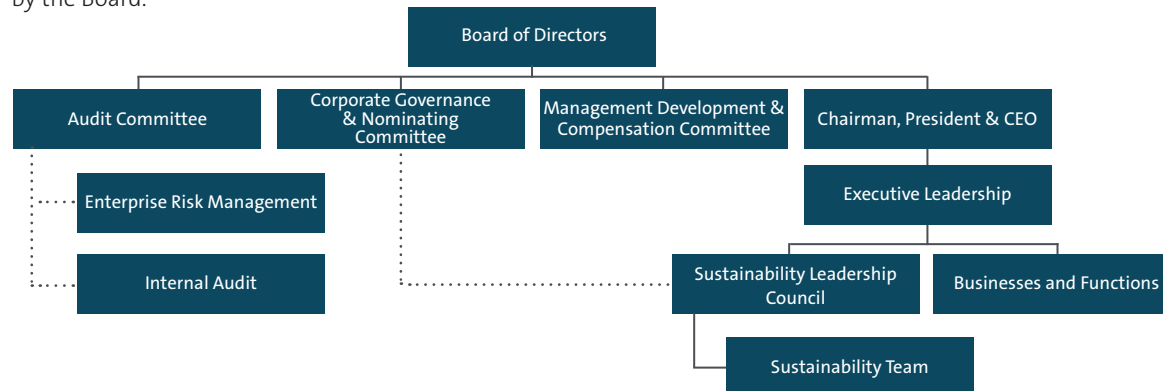 by the Board.
Board of Directors
Audit Committee
Corporate Governance
& Nominating
Committee
Management Development &
Compensation Committee
Chairman, President & CEO
Enterprise Risk Management
Executive Leadership
Internal Audit
Sustainability Leadership
Council
Businesses and Functions
Sustainability Team